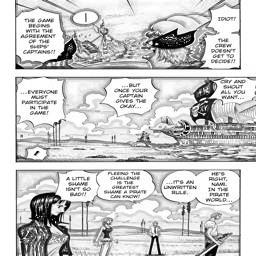 IDIOT!
THE CREW
DOESN'T GET
TO DECIDE!!
!
THE GAME
BEGINS
WITH THE
AGREEMENT OF
THE SHIPS'
CAPTAINS!!
CRY AND
SHOUT ALL
YOU WANT...
...BUT
ONCE YOUR
CAPTAIN
GIVES THE
OKAY...
...EVERYONE
MUST
PARTICIPATE
IN THE
GAME!
HE'S
RIGHT,
NAMI.
IN THE
PIRATE
WORLD...
...IT'S AN
UNWRITTEN
RULE.
FLEEING THE
CHALLENGE
IS THE
GREATEST
SHAME A PIRATE
CAN KNOW!
A LITTLE
SHAME
ISN'T SO
BAD!!